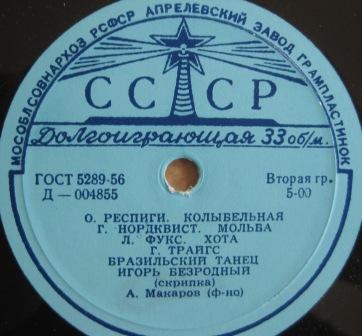 МОСОБЛСОВНАРХОЗ РСФСР АПРЕЛЕВСКИЙ ЗАВОД ГРАМПЛАСТИНОК
СССР
Долгоиграющая 33 об/м.
ГОСТ 5289-56 Вторая гр.
Д — 004855 5-00
О. РЕСПИГИ. КОЛЫБЕЛЬНАЯ
Г. НОРДКВИСТ. МОЛЬБА
Л. ФУКС. ХОТА
Г. ТРАЙГС
БРАЗИЛЬСКИЙ ТАНЕЦ
ИГОРЬ БЕЗРОДНЫЙ
(скрипка)
А. Макаров (ф-но)